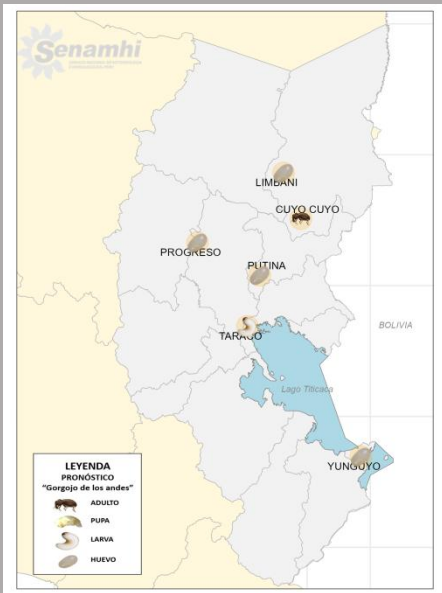 Senamhi
LIMBANI
CUYO CUYO
PROGRESO
PUTINA
TARACO
BOLIVIA
Lago Titicaca
YUNGUYO
LEYENDA
PRONÓSTICO
"Gorgojo de los andes"
ADULTO
PUPA
LARVA
HUEVO